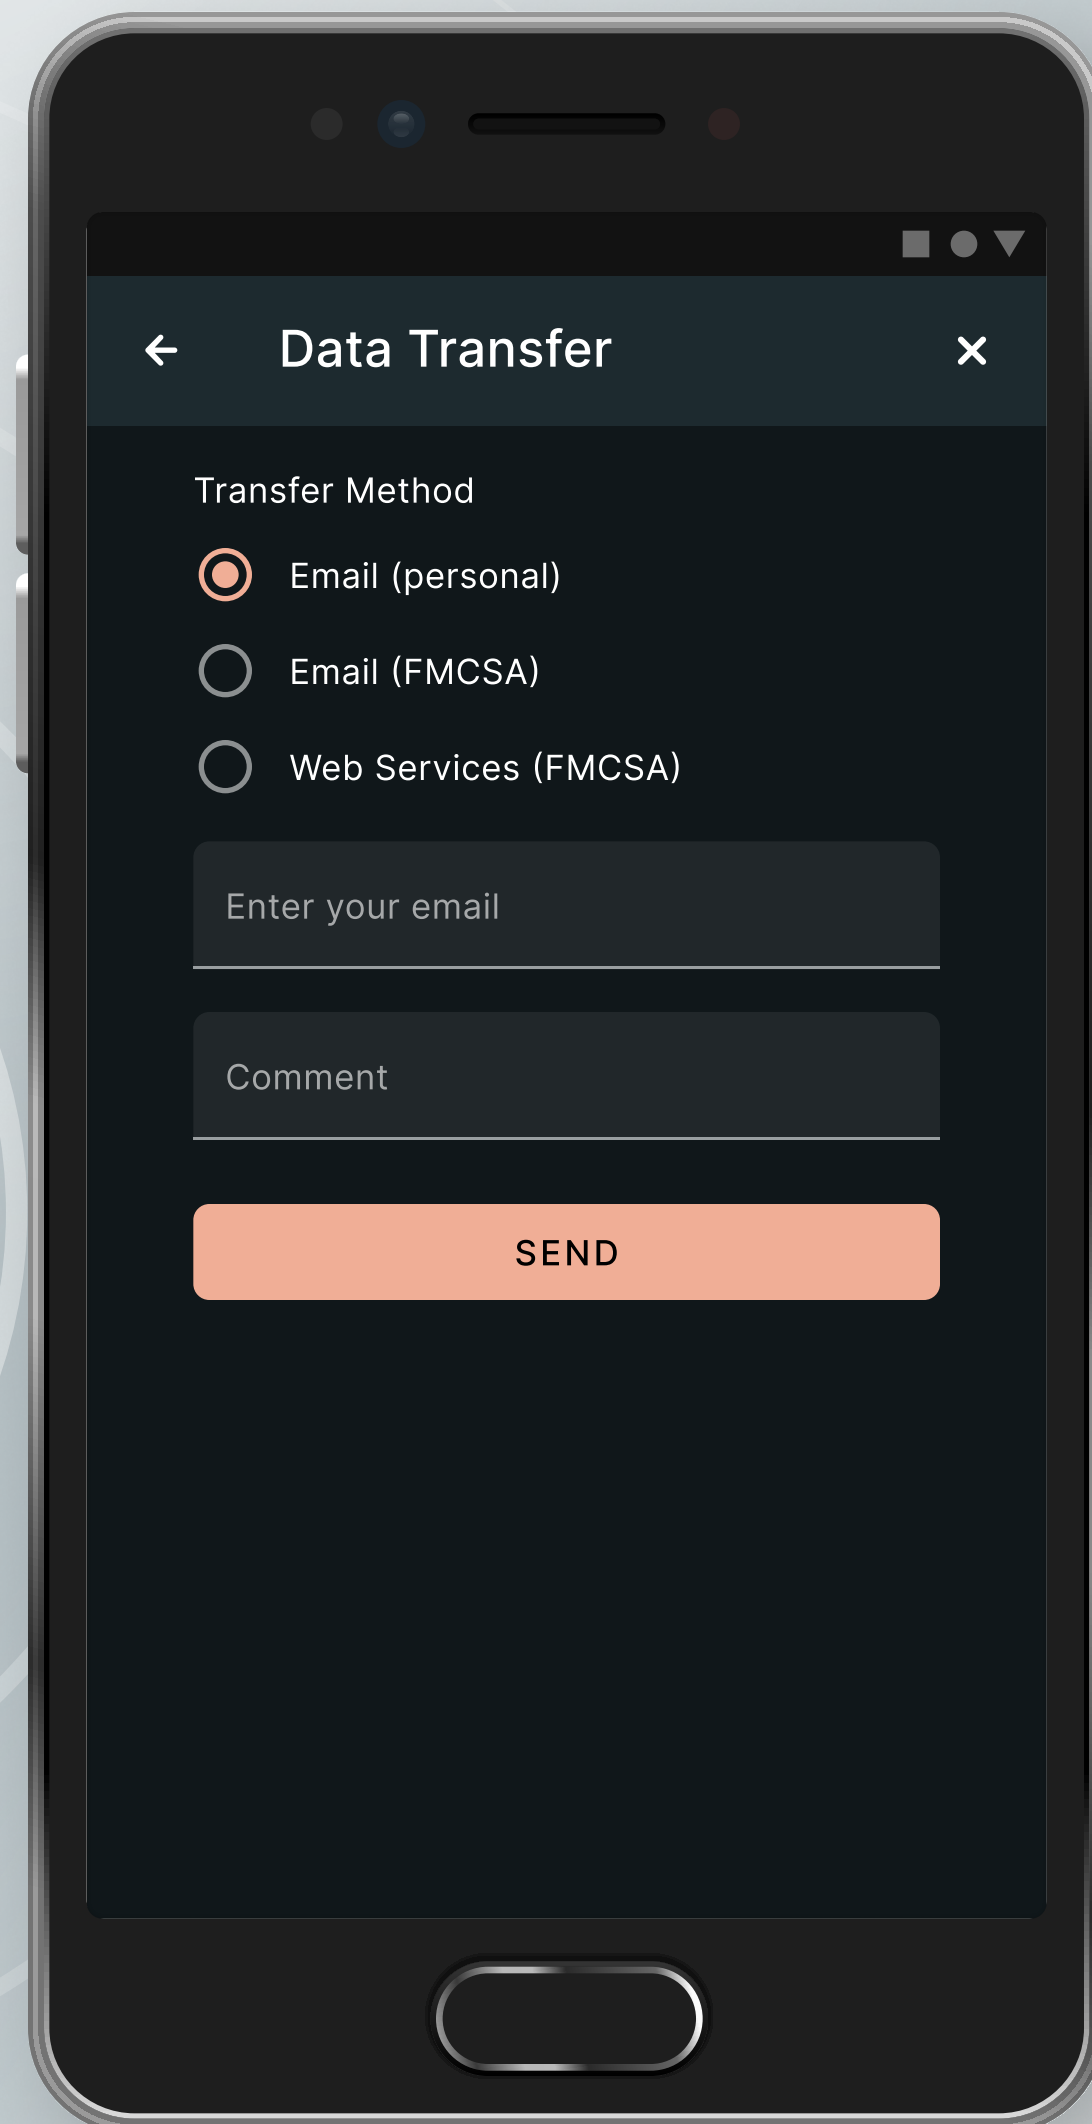 Data Transfer
Transfer Method
Email (personal)
Email (FMCSA)
Web Services (FMCSA)
Enter your email
Comment
SEND